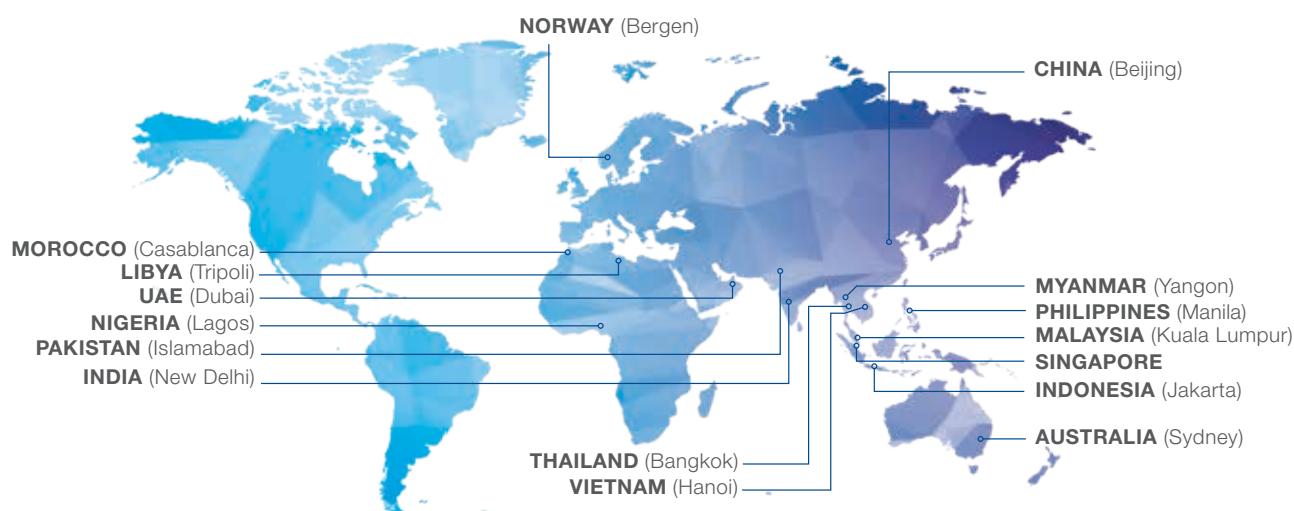 NORWAY (Bergen)
CHINA (Beijing)
MOROCCO (Casablanca)
LIBYA (Tripoli)
UAE (Dubai)
NIGERIA (Lagos)
PAKISTAN (Islamabad)
INDIA (New Delhi)
MYANMAR (Yangon)
PHILIPPINES (Manila)
MALAYSIA (Kuala Lumpur)
SINGAPORE
INDONESIA (Jakarta)
AUSTRALIA (Sydney)
THAILAND (Bangkok)
VIETNAM (Hanoi)